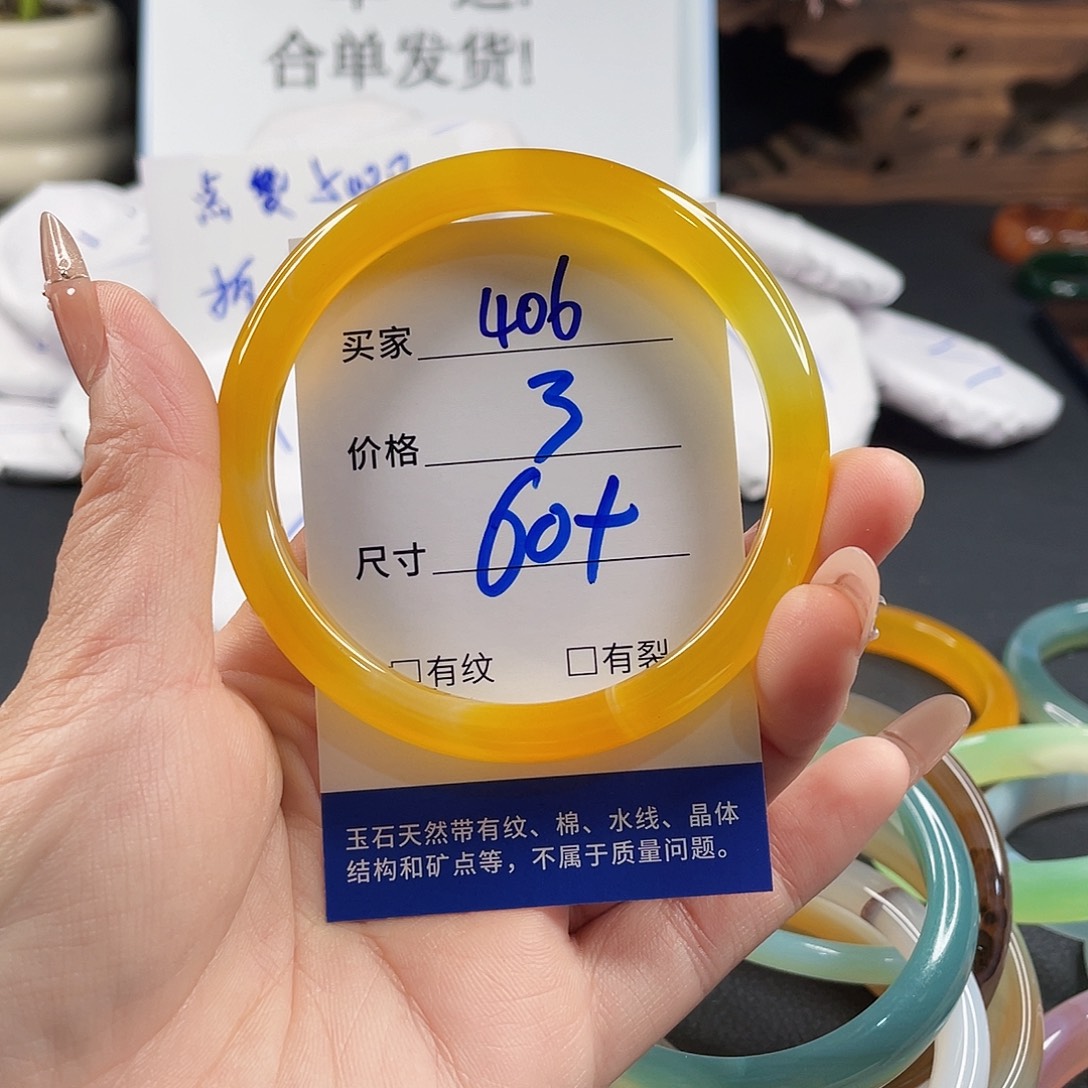 合单发货!
点赞
买家 406
价格 3
尺寸 60+
□有纹 □有裂
玉石天然带有纹、棉、水线、晶体
结构和矿点等，不属于质量问题。